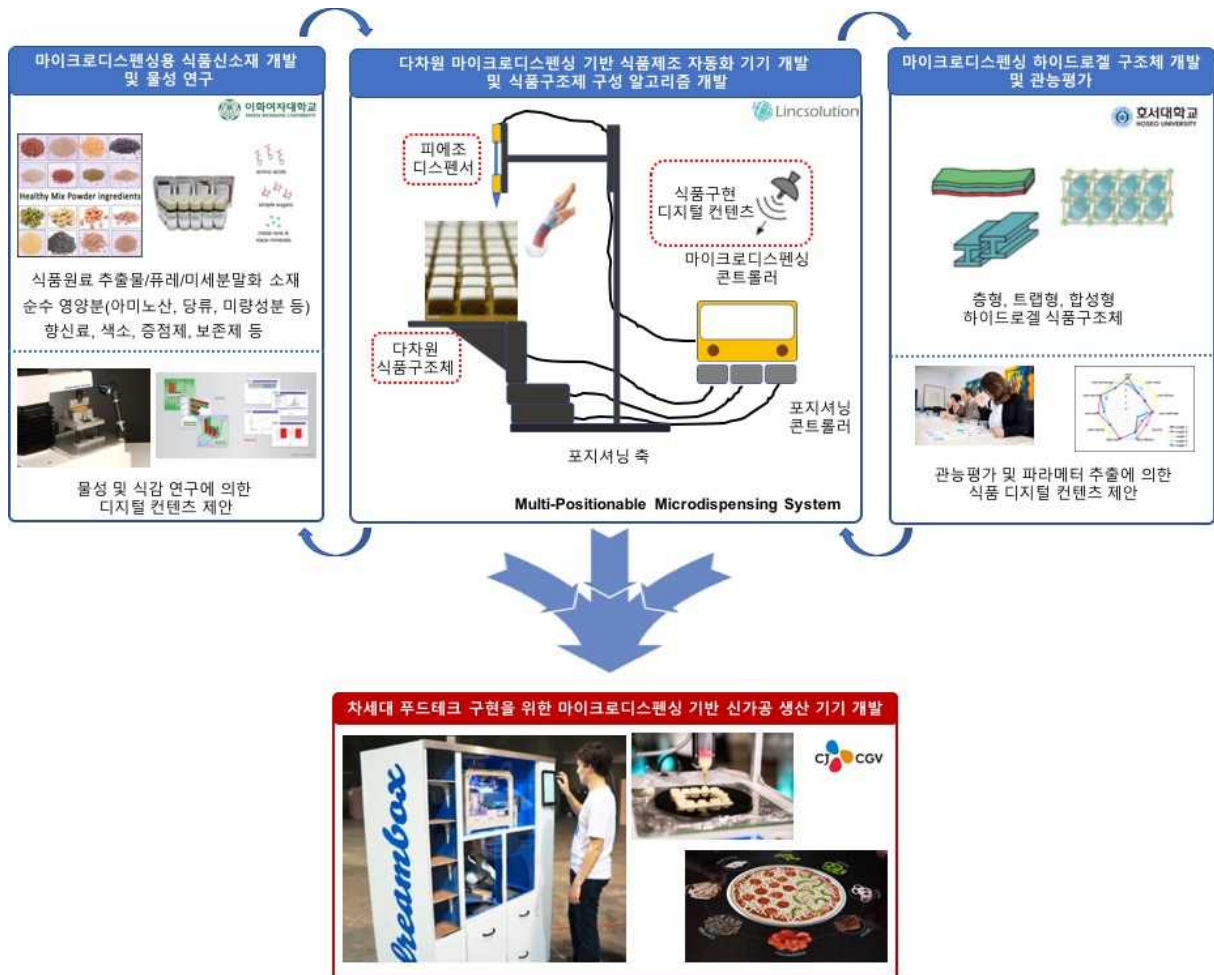 마이크로디스펜싱용 식품신소재 개발
및 물성 연구
이화여자대학교
EWHA WOMANS UNIVERSITY
amino acids
simple sugars
Healthy Mix Powder ingredients
metal ions &
trace minerals
식품원료 추출물/퓨레/미세분말화 소재
순수 영양분(아미노산, 당류, 미량성분 등)
향신료, 색소, 증점제, 보존제 등
물성 및 식감 연구에 의한
디지털 컨텐츠 제안
다차원 마이크로디스펜싱 기반 식품제조 자동화 기기 개발
및 식품구조체 구성 알고리즘 개발
Lincsolution
피에조
디스펜서
식품구현
디지털 컨텐츠
마이크로디스펜싱
콘트롤러
다차원
식품구조체
포지셔닝
콘트롤러
포지셔닝 축
Multi-Positionable Microdispensing System
마이크로디스펜싱 하이드로겔 구조체 개발
및 관능평가
호서대학교
HOSEO UNIVERSITY
층형, 트랩형, 합성형
하이드로겔 식품구조체
관능평가 및 파라메터 추출에 의한
식품 디지털 컨텐츠 제안
차세대 푸드테크 구현을 위한 마이크로디스펜싱 기반 신가공 생산 기기 개발
CJ CGV
dreambox